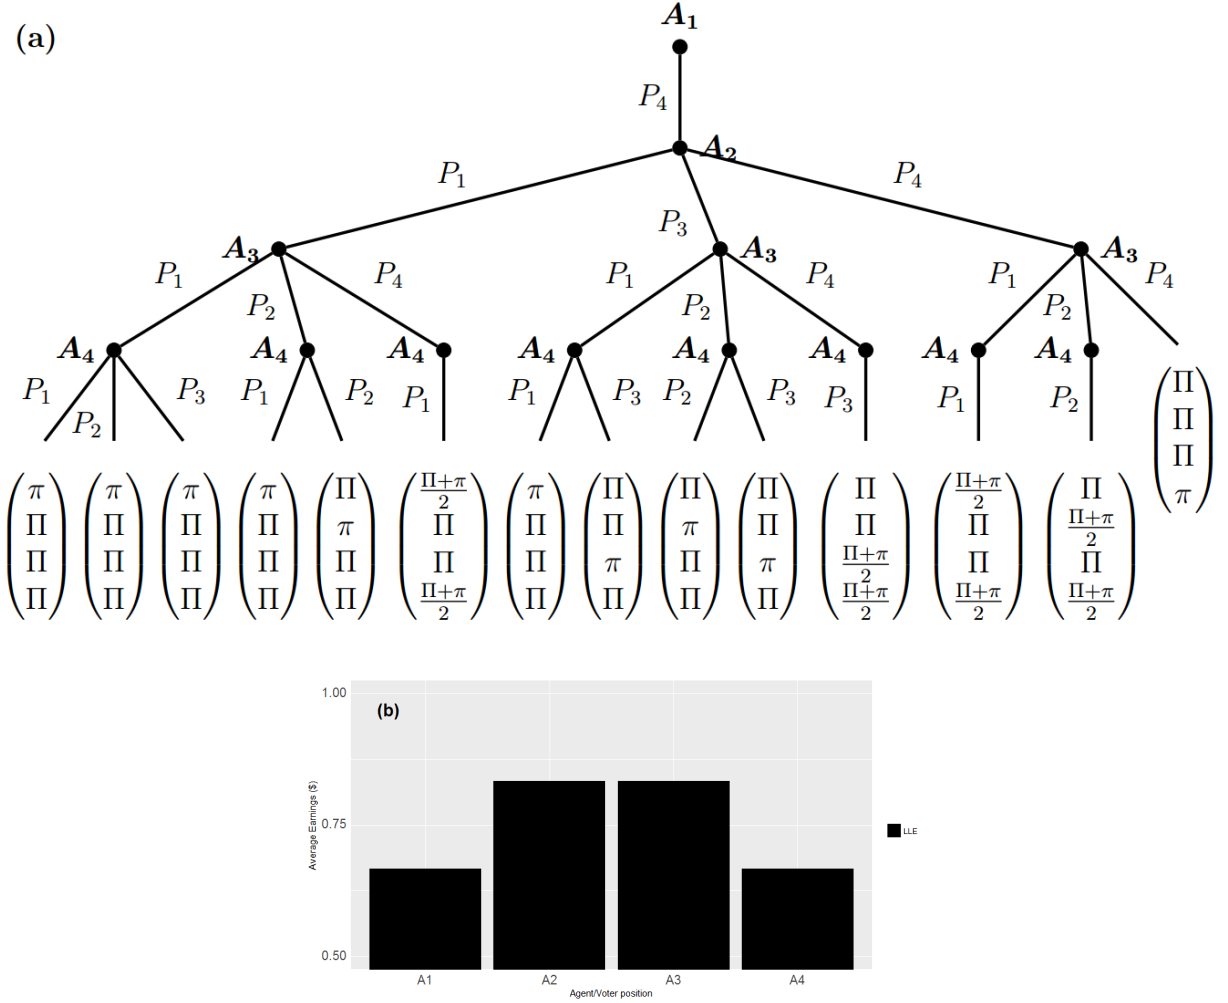 (a)
A₁
P₄
A₂
P₁ P₃ P₄
A₃ A₃ A₃
P₁ P₂ P₄ P₁ P₂ P₄ P₁ P₂ P₄
A₄ A₄ A₄ A₄ A₄ A₄ A₄ A₄
P₁ P₂ P₃ P₁ P₂ P₁ P₁ P₃ P₂ P₃ P₃ P₁ P₂
Π
Π
Π
π
π π π π Π (Π+π)/2 π Π Π Π Π (Π+π)/2 Π
Π Π Π Π π Π Π Π π Π Π Π (Π+π)/2
Π Π Π Π Π Π Π π Π π (Π+π)/2 Π Π
Π Π Π Π Π (Π+π)/2 Π Π Π Π (Π+π)/2 (Π+π)/2 (Π+π)/2
(b)
1.00
0.75
0.50
Average Earnings ($)
A1 A2 A3 A4
Agent/Voter position
LLE